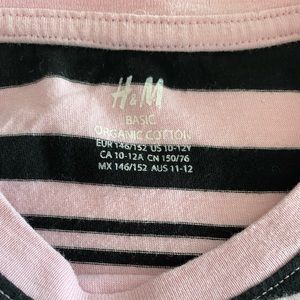 H&M
BASIC
ORGANIC COTTON
EUR 146/152 US 10-12Y
CA 10-12A CN 150/76
MX 146/152 AUS 11-12